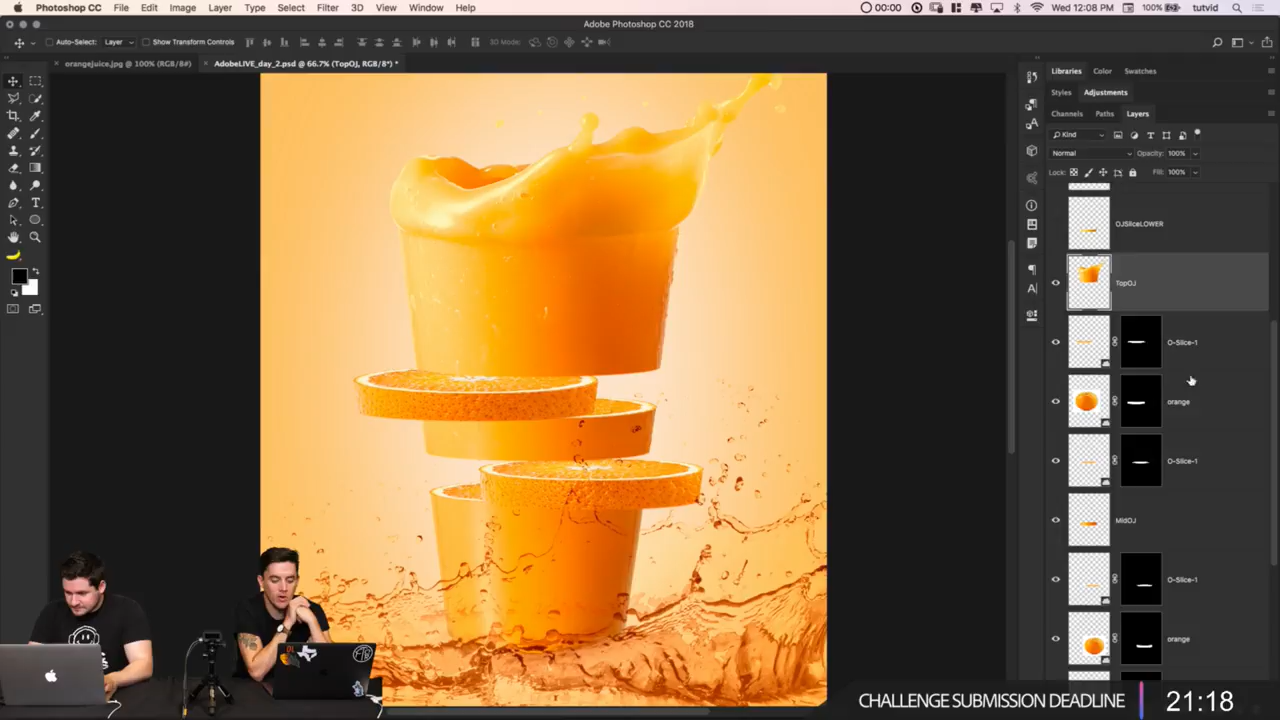 Photoshop CC File Edit Image Layer Type Select Filter 3D View Window Help
00:00 Wed 12:08 PM 100% tutvid
Adobe Photoshop CC 2018
Auto-Select: Layer Show Transform Controls 3D Mode:
orangejuice.jpg @ 100% (RGB/8#) AdobeLIVE_day_2.psd @ 66.7% (TopOJ, RGB/8*) *
Libraries Color Swatches
Styles Adjustments
Channels Paths Layers
Kind
Normal Opacity: 100%
Lock: Fill: 100%
OJSliceLOWER
TopOJ
O-Slice-1
orange
O-Slice-1
MidOJ
O-Slice-1
orange
CHALLENGE SUBMISSION DEADLINE 21:18